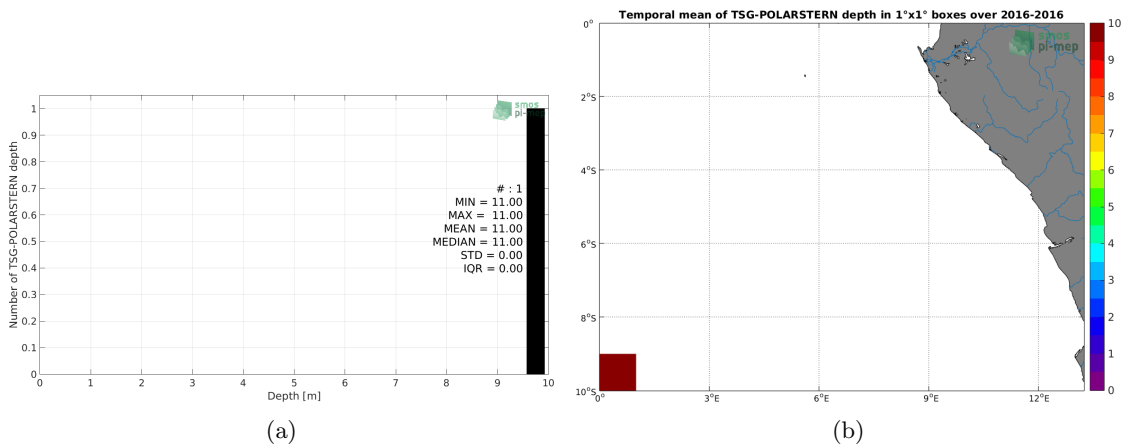 smos
pi-mep
1
0.9
0.8
0.7
0.6
0.5
0.4
0.3
0.2
0.1
0
Number of TSG-POLARSTERN depth
# : 1
MIN = 11.00
MAX = 11.00
MEAN = 11.00
MEDIAN = 11.00
STD = 0.00
IQR = 0.00
0 1 2 3 4 5 6 7 8 9 10
Depth [m]
(a)
Temporal mean of TSG-POLARSTERN depth in 1°x1° boxes over 2016-2016
smos
pi-mep
0°
2°S
4°S
6°S
8°S
10°S
0° 3°E 6°E 9°E 12°E
10
9
8
7
6
5
4
3
2
1
0
(b)